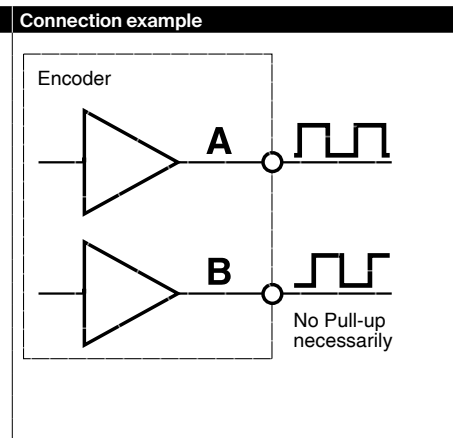 Connection example
Encoder
A
B
No Pull-up
necessarily